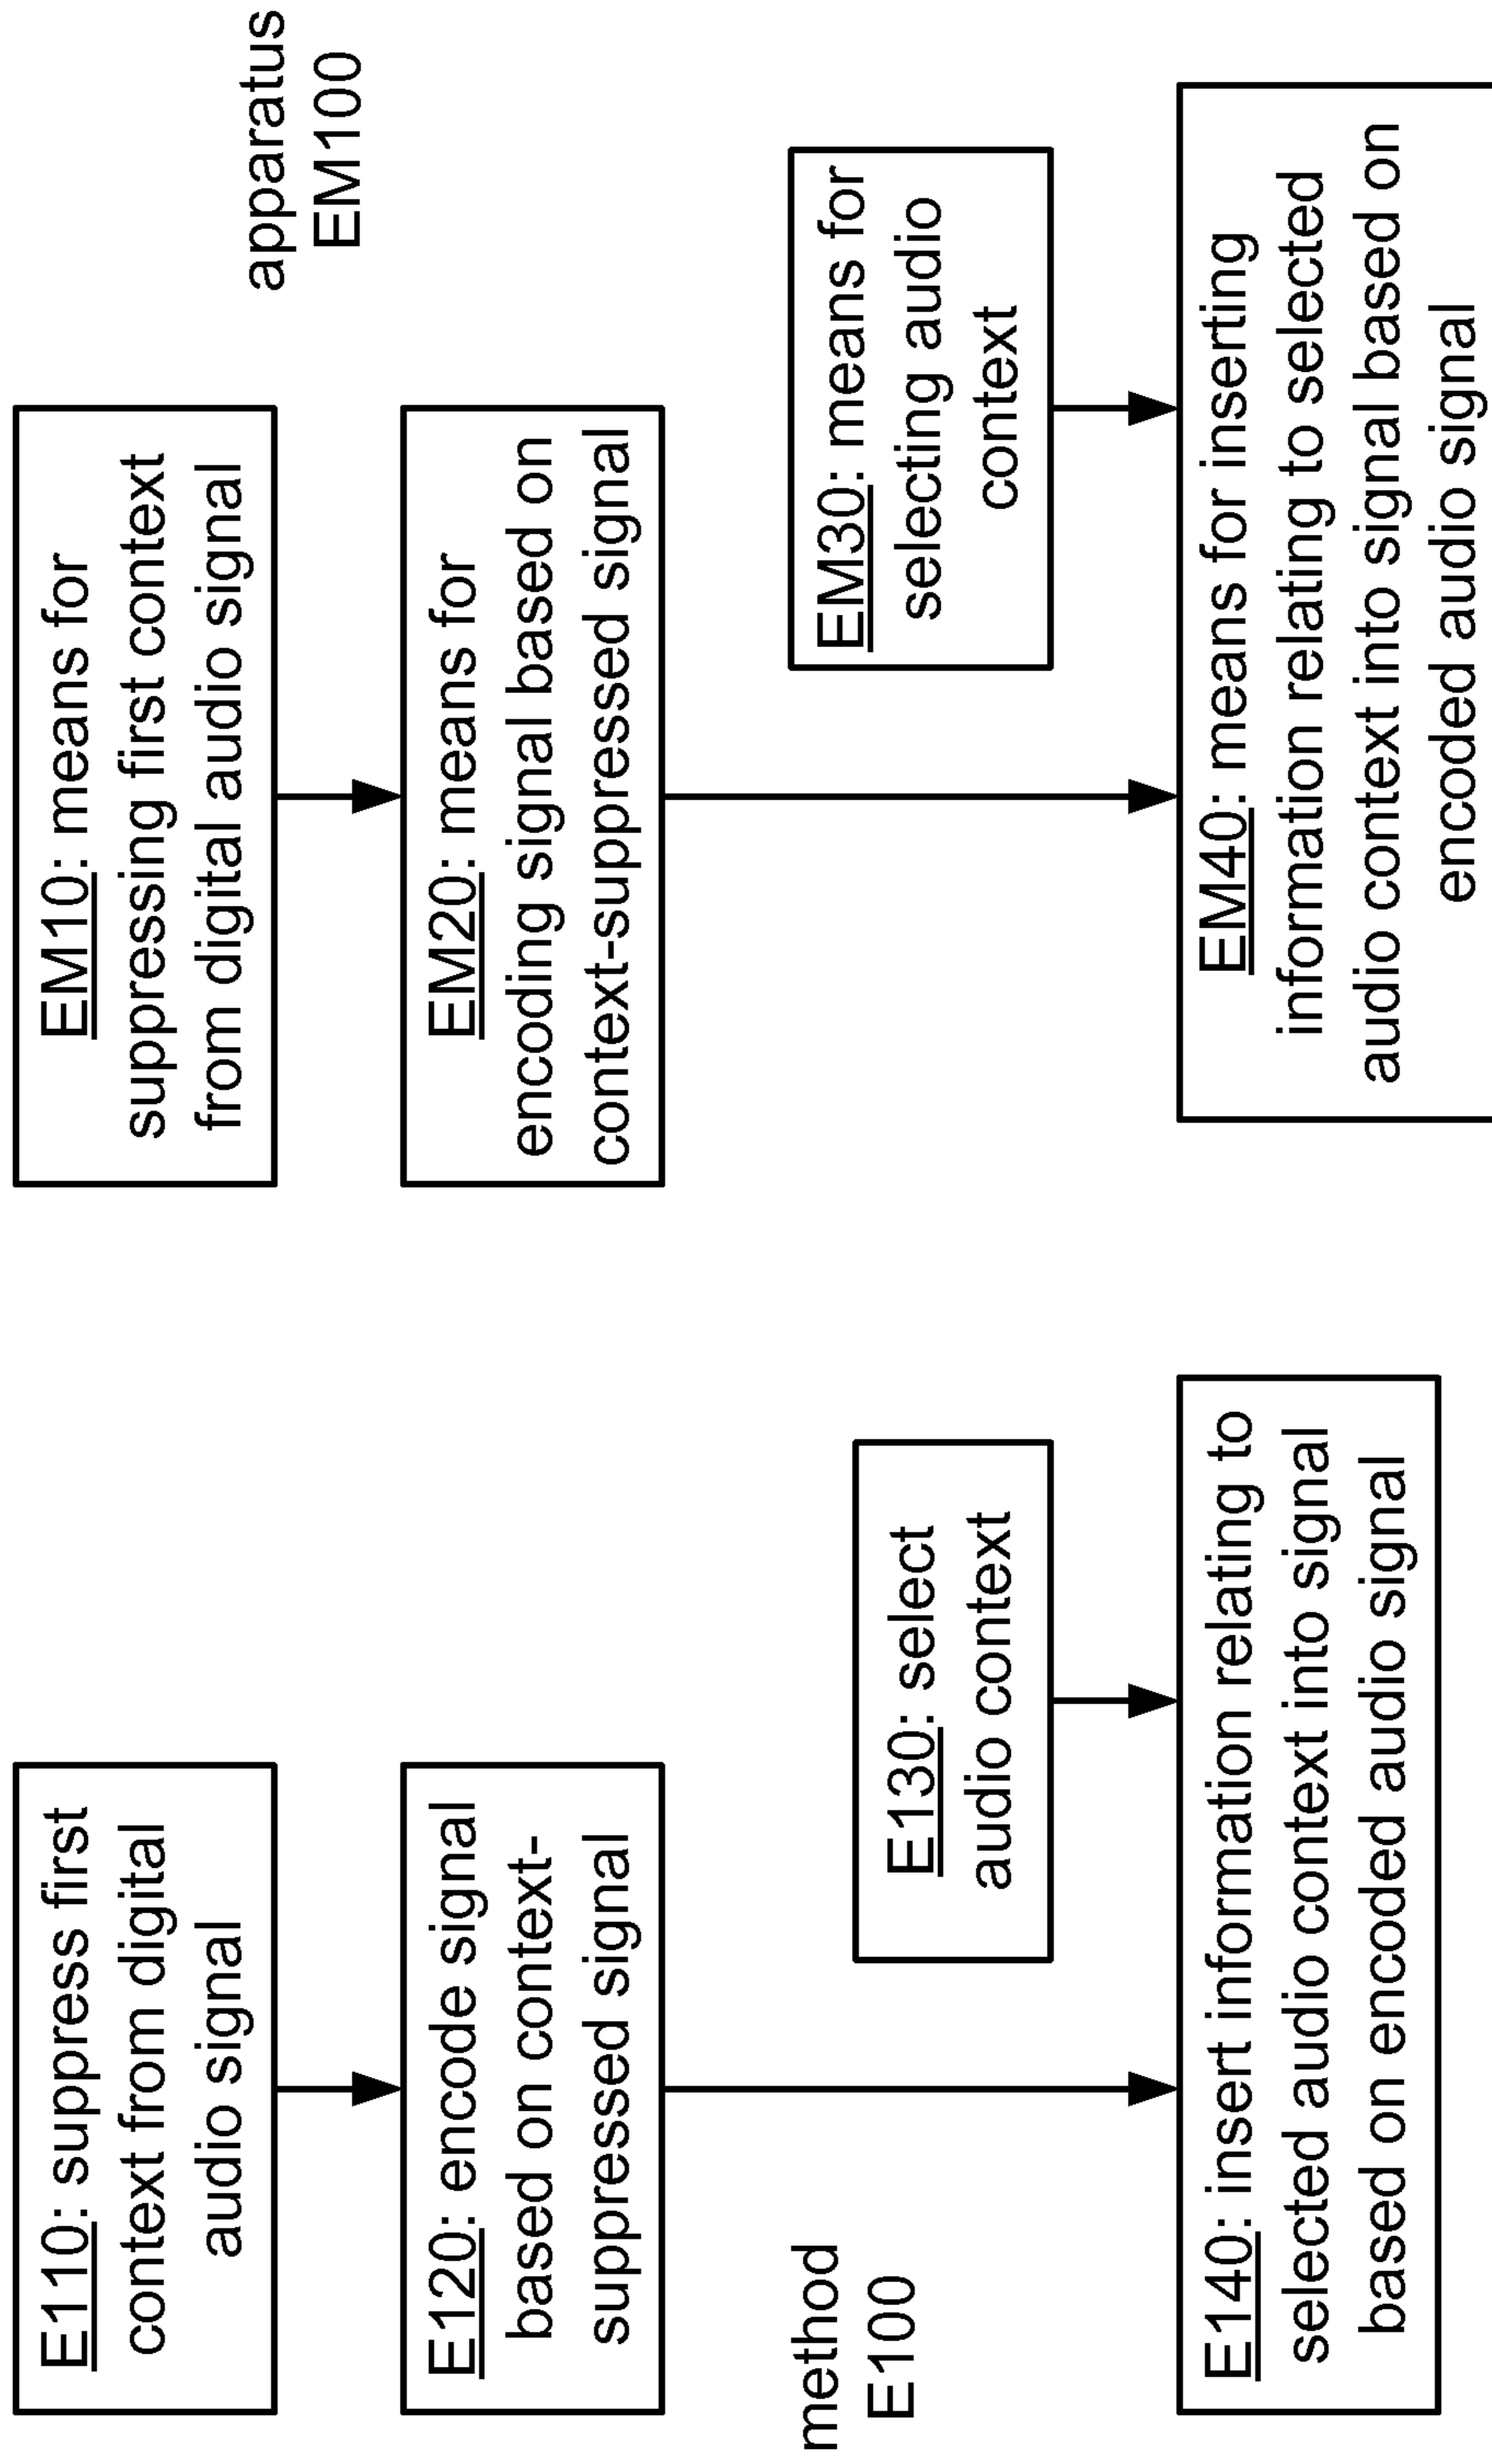 E110: suppress first
context from digital
audio signal
E120: encode signal
based on context-
suppressed signal
method
E100
E130: select
audio context
E140: insert information relating to
selected audio context into signal
based on encoded audio signal
apparatus
EM100
EM10: means for
suppressing first context
from digital audio signal
EM20: means for
encoding signal based on
context-suppressed signal
EM30: means for
selecting audio
context
EM40: means for inserting
information relating to selected
audio context into signal based on
encoded audio signal